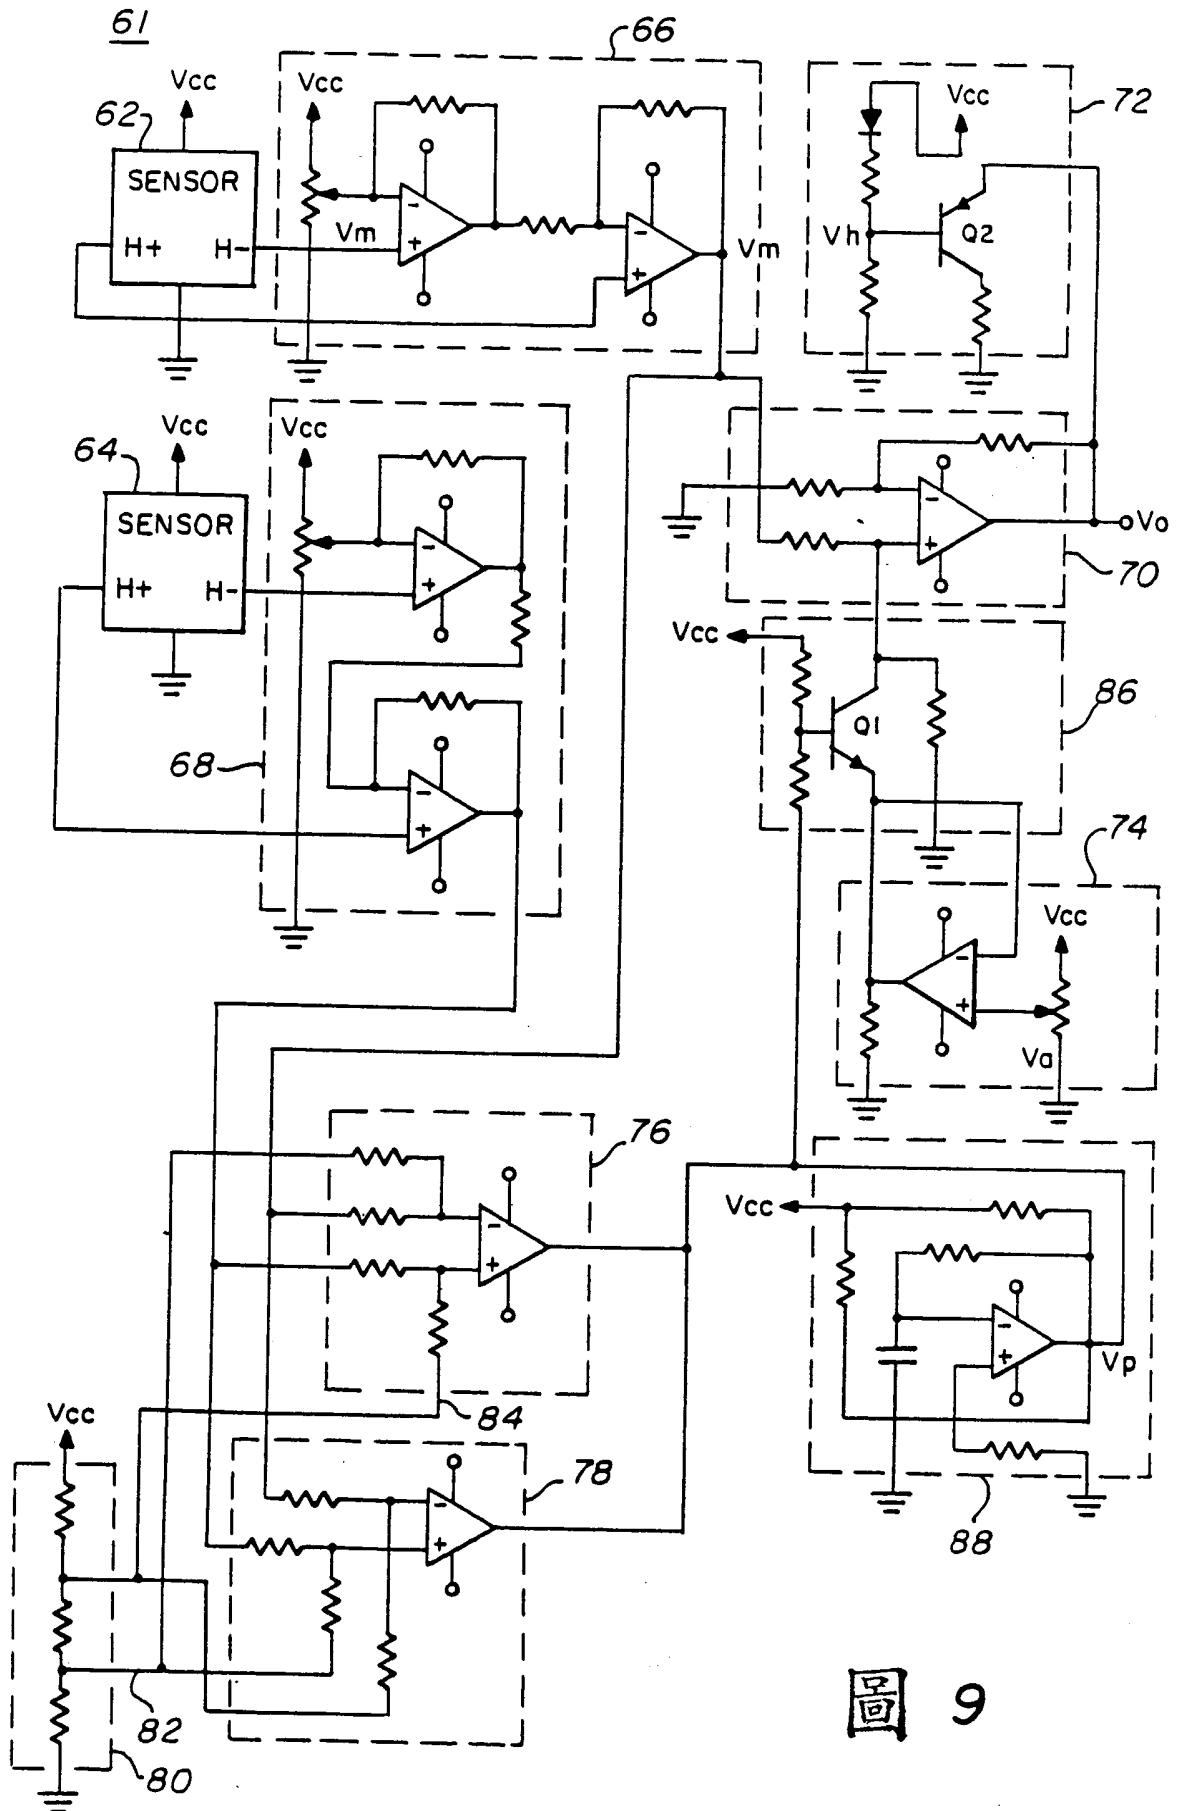 61
66
Vcc
Vcc
72
Vcc
62
SENSOR
H+
H-
Vm
-
+
-
+
Vm
Vh
Q2
Vcc
Vcc
64
SENSOR
H+
H-
-
+
-
+
Vo
70
Vcc
-
+
Q1
86
68
-
+
74
Vcc
-
+
Va
76
-
+
Vcc
-
+
Vp
84
Vcc
78
-
+
88
82
80
圖 9